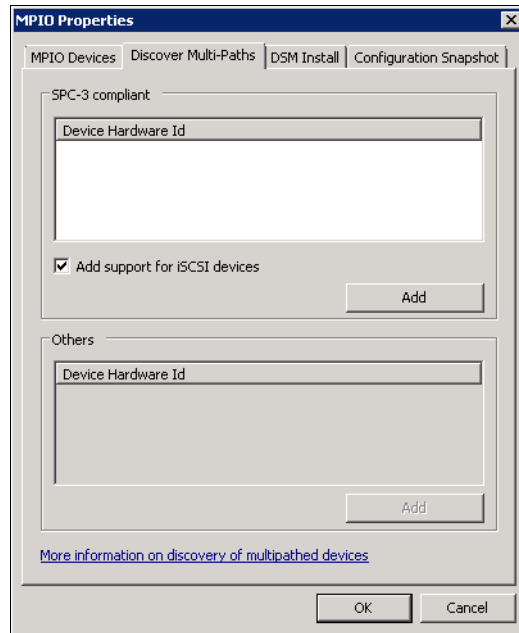 MPIO Properties
MPIO Devices
Discover Multi-Paths
DSM Install
Configuration Snapshot
SPC-3 compliant
Device Hardware Id
Add support for iSCSI devices
Add
Others
Device Hardware Id
Add
More information on discovery of multipathed devices
OK
Cancel